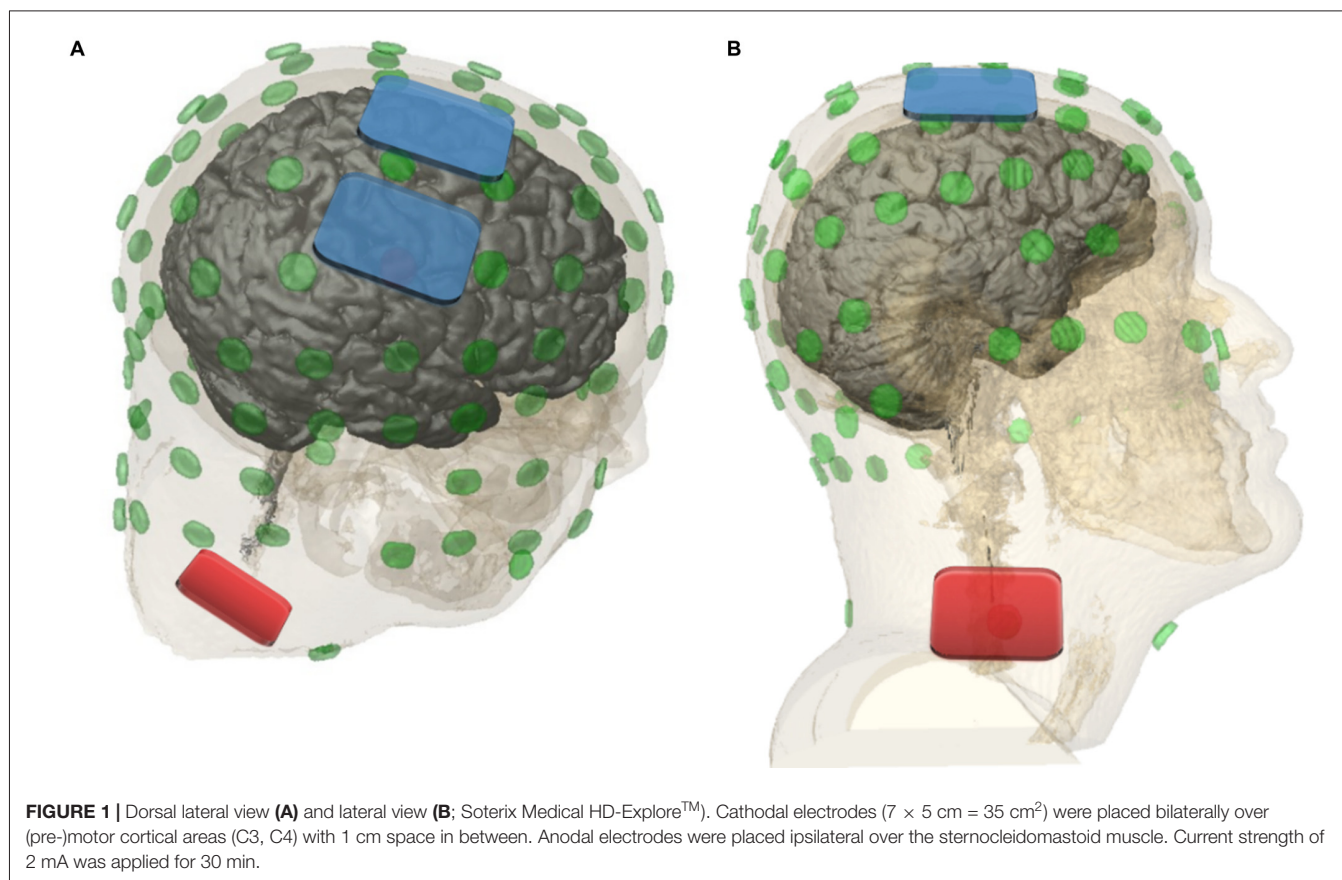 A
B
FIGURE 1 | Dorsal lateral view (A) and lateral view (B; Soterix Medical HD-Explore™). Cathodal electrodes (7 × 5 cm = 35 cm²) were placed bilaterally over
(pre-)motor cortical areas (C3, C4) with 1 cm space in between. Anodal electrodes were placed ipsilateral over the sternocleidomastoid muscle. Current strength of
2 mA was applied for 30 min.